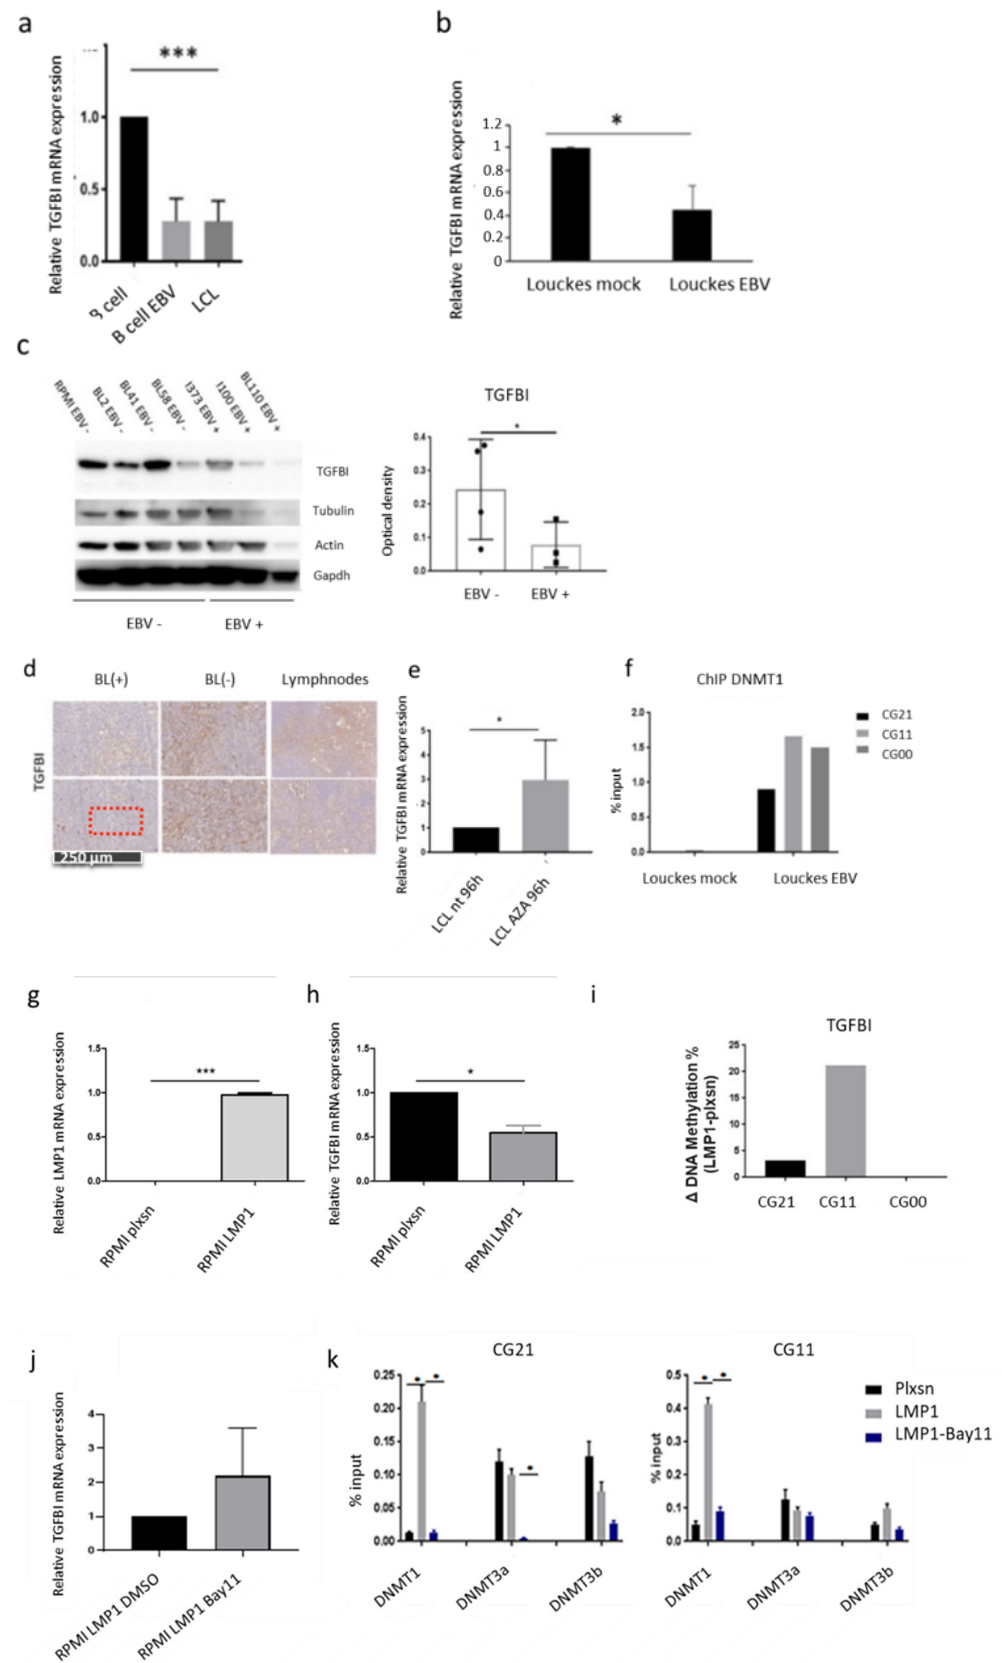 a
Relative TGFBI mRNA expression
***
1.0
0.5
0.0
B cell EBV
LCL
b
Relative TGFBI mRNA expression
*
1.2
1
0.8
0.6
0.4
0.2
0
Louckes mock
Louckes EBV
c
RPMI EBV -
BL2 EBV -
BL41 EBV -
BL58 EBV -
I373 EBV +
I100 EBV +
BL110 EBV +
TGFBI
Tubulin
Actin
Gapdh
EBV -
EBV +
TGFBI
*
Optical density
0.4
0.3
0.2
0.1
0.0
EBV -
EBV +
d
BL(+)
BL(-)
Lymphnodes
TGFBI
250 µm
e
Relative TGFBI mRNA expression
*
5
4
3
2
1
0
LCL nt 96h
LCL AZA 96h
f
ChIP DNMT1
% input
2.0
1.5
1.0
0.5
0.0
Louckes mock
Louckes EBV
CG21
CG11
CG00
g
Relative LMP1 mRNA expression
***
1.5
1.0
0.5
0.0
RPMI plxsn
RPMI LMP1
h
Relative TGFBI mRNA expression
*
1.5
1.0
0.5
0.0
RPMI plxsn
RPMI LMP1
i
TGFBI
Δ DNA Methylation %
(LMP1-plxsn)
25
20
15
10
5
0
CG21
CG11
CG00
j
Relative TGFBI mRNA expression
4
3
2
1
0
RPMI LMP1 DMSO
RPMI LMP1 Bay11
k
CG21
% input
* *
*
0.25
0.20
0.15
0.10
0.05
0.00
DNMT1
DNMT3a
DNMT3b
CG11
% input
* *
0.5
0.4
0.3
0.2
0.1
0.0
DNMT1
DNMT3a
DNMT3b
Plxsn
LMP1
LMP1-Bay11